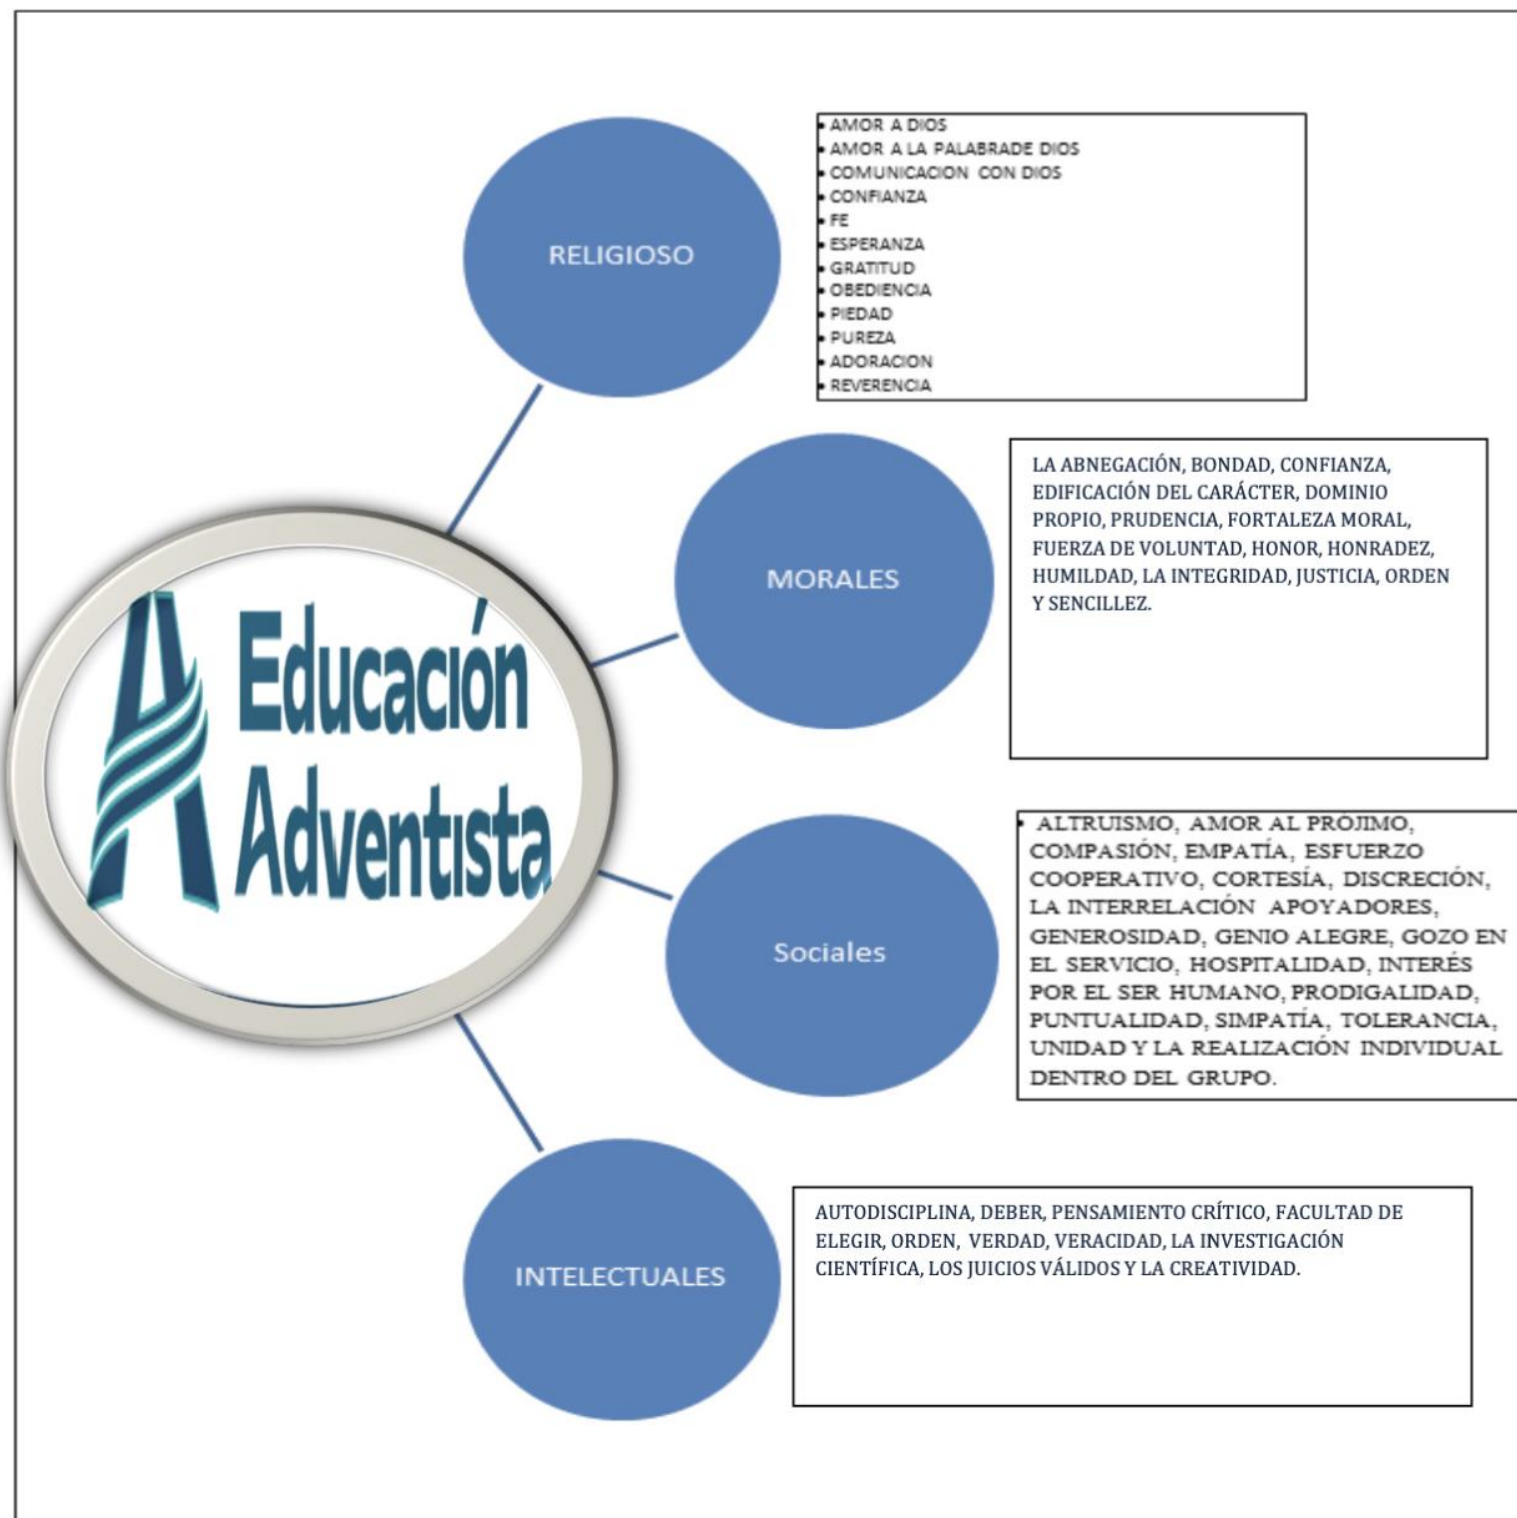 RELIGIOSO
• AMOR A DIOS
• AMOR A LA PALABRADE DIOS
• COMUNICACION CON DIOS
• CONFIANZA
• FE
• ESPERANZA
• GRATITUD
• OBEDIENCIA
• PIEDAD
• PUREZA
• ADORACION
• REVERENCIA
MORALES
LA ABNEGACIÓN, BONDAD, CONFIANZA,
EDIFICACIÓN DEL CARÁCTER, DOMINIO
PROPIO, PRUDENCIA, FORTALEZA MORAL,
FUERZA DE VOLUNTAD, HONOR, HONRADEZ,
HUMILDAD, LA INTEGRIDAD, JUSTICIA, ORDEN
Y SENCILLEZ.
Educación
Adventista
Sociales
• ALTRUISMO, AMOR AL PRÓJIMO,
COMPASIÓN, EMPATÍA, ESFUERZO
COOPERATIVO, CORTESÍA, DISCRECIÓN,
LA INTERRELACIÓN APOYADORES,
GENEROSIDAD, GENIO ALEGRE, GOZO EN
EL SERVICIO, HOSPITALIDAD, INTERÉS
POR EL SER HUMANO, PRODIGALIDAD,
PUNTUALIDAD, SIMPATÍA, TOLERANCIA,
UNIDAD Y LA REALIZACIÓN INDIVIDUAL
DENTRO DEL GRUPO.
INTELECTUALES
AUTODISCIPLINA, DEBER, PENSAMIENTO CRÍTICO, FACULTAD DE
ELEGIR, ORDEN, VERDAD, VERACIDAD, LA INVESTIGACIÓN
CIENTÍFICA, LOS JUICIOS VÁLIDOS Y LA CREATIVIDAD.